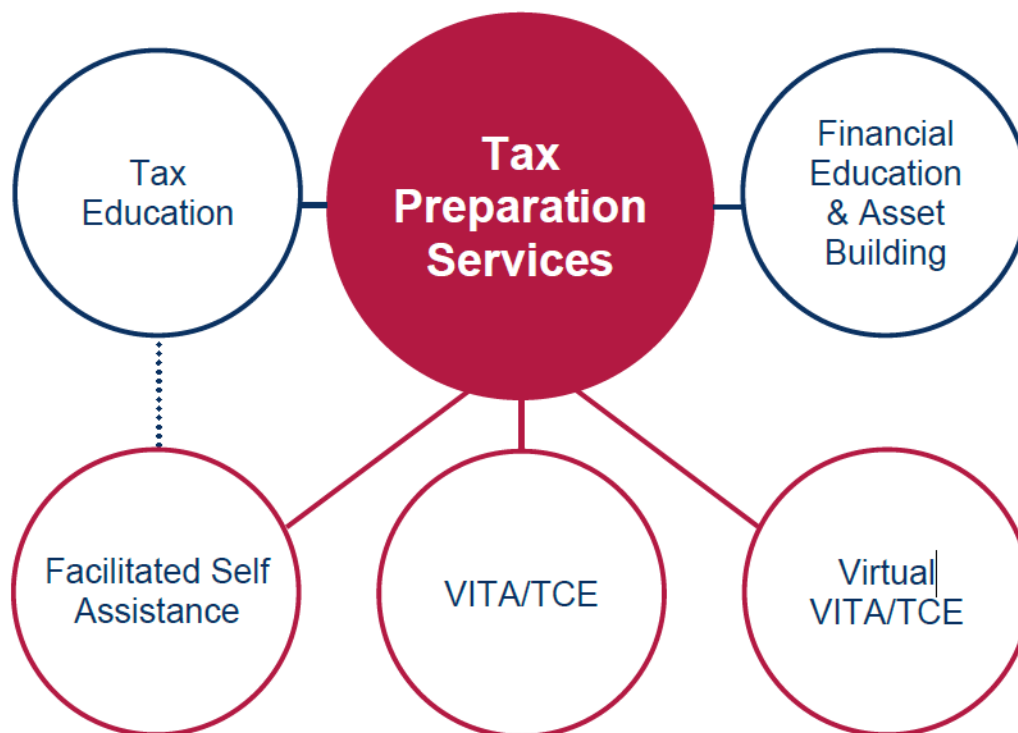 Tax
Education
Tax
Preparation
Services
Financial
Education
& Asset
Building
Facilitated Self
Assistance
VITA/TCE
Virtual
VITA/TCE